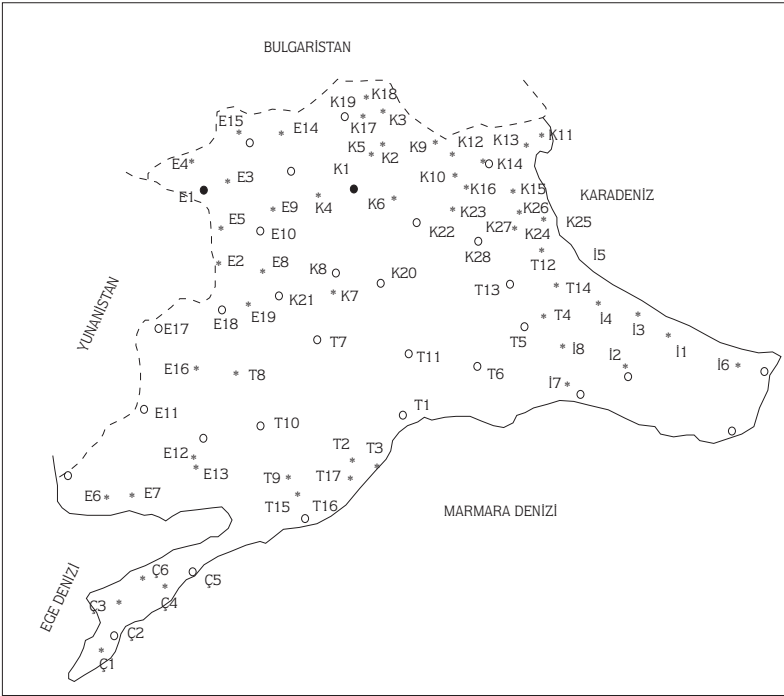 BULGARİSTAN
K18
K19
K17
K3
E15
E14
K11
K12
K13
K9
K5
K2
K14
E4
K1
K10
E3
K16
K15
KARADENİZ
E1
K4
K6
E9
K23
K26
K25
E5
E10
K22
K27
K24
K28
İ5
T12
E2
E8
K8
K20
T13
T14
YUNANİSTAN
K21
K7
E18
E19
T4
İ4
İ3
E17
T5
T7
İ8
İ1
T11
İ2
İ6
E16
T8
T6
İ7
E11
T1
T10
T2
T3
E12
E13
T9
T17
E6
E7
T15
T16
MARMARA DENİZİ
EGE DENİZİ
Ç6
Ç5
Ç3
Ç4
Ç2
Ç1